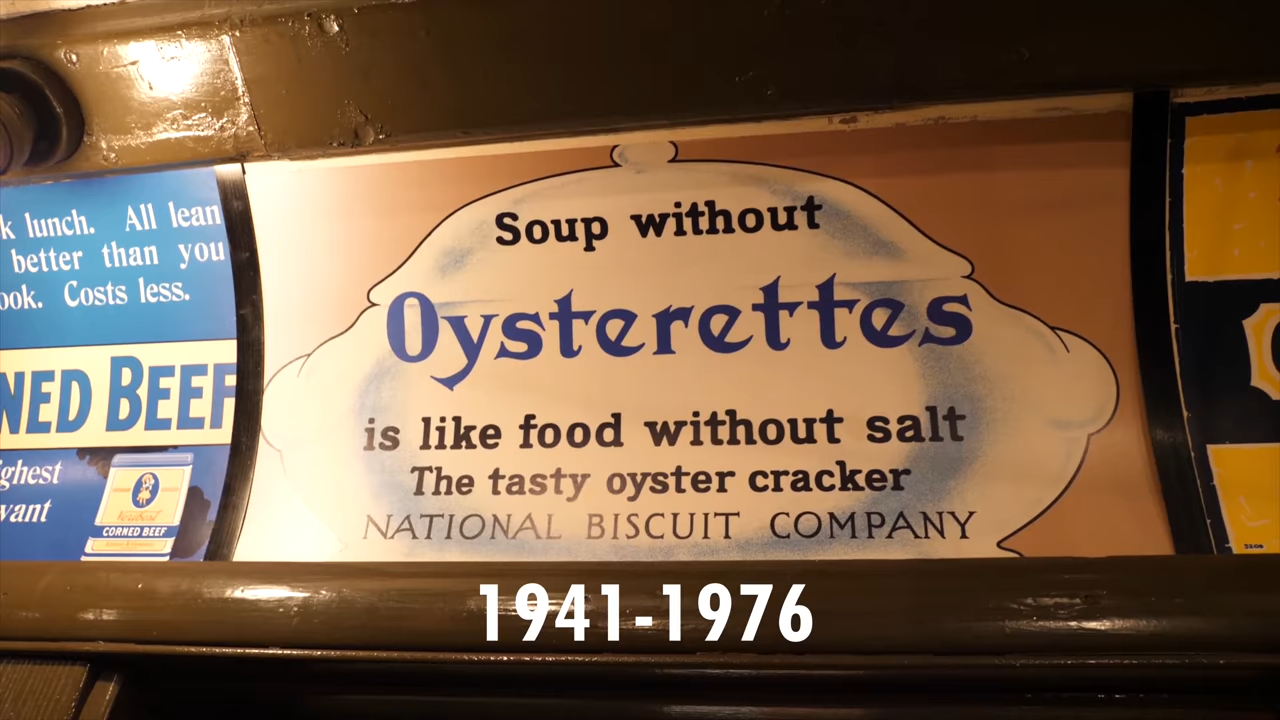 k lunch. All lean
better than you
ook. Costs less.
NED BEEF
ghest
vant
CORNED BEEF
Soup without
Oysterettes
is like food without salt
The tasty oyster cracker
NATIONAL BISCUIT COMPANY
1941-1976